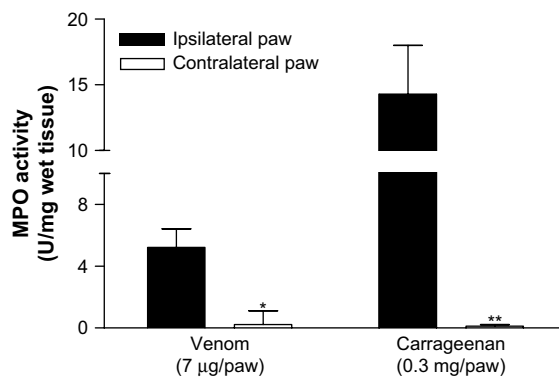 20
Ipsilateral paw
Contralateral paw
15
10
8
4
0
MPO activity
(U/mg wet tissue)
*
**
Venom
(7 µg/paw)
Carrageenan
(0.3 mg/paw)